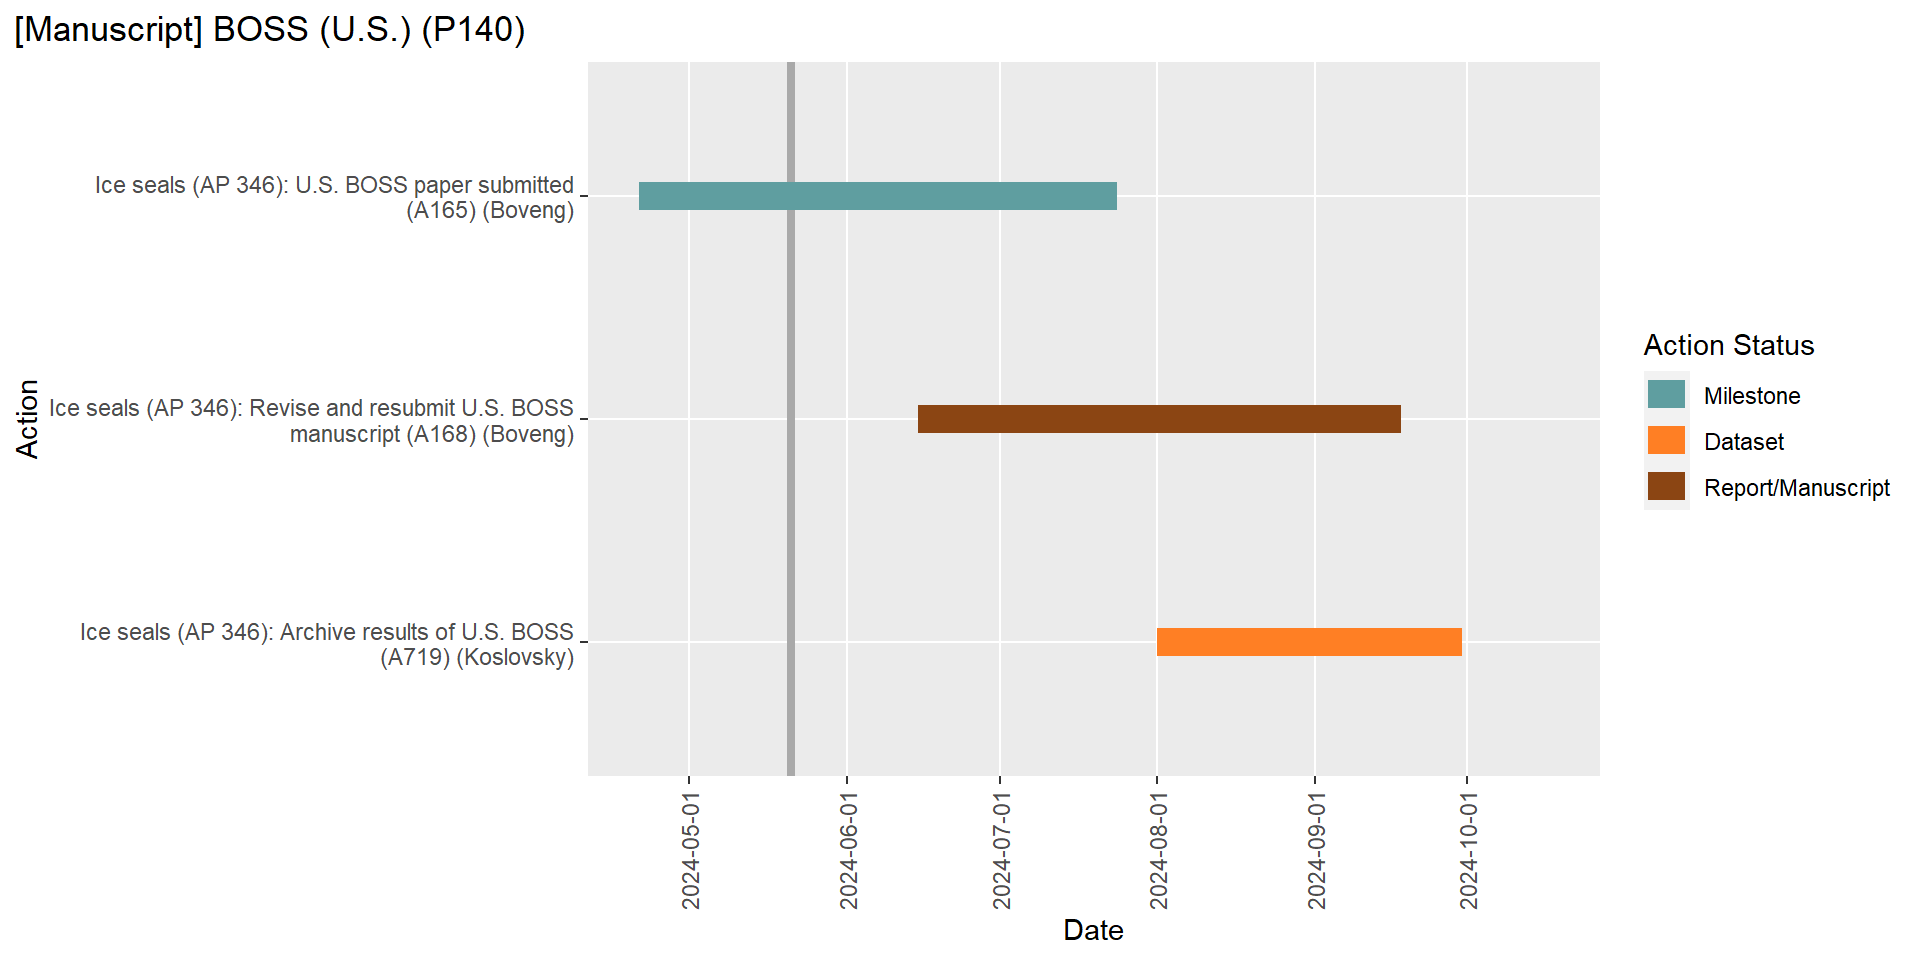 [Manuscript] BOSS (U.S.) (P140)
Ice seals (AP 346): U.S. BOSS paper submitted
(A165) (Boveng)
Ice seals (AP 346): Revise and resubmit U.S. BOSS
manuscript (A168) (Boveng)
Ice seals (AP 346): Archive results of U.S. BOSS
(A719) (Koslovsky)
Action
2024-05-01
2024-06-01
2024-07-01
2024-08-01
2024-09-01
2024-10-01
Date
Action Status
Milestone
Dataset
Report/Manuscript